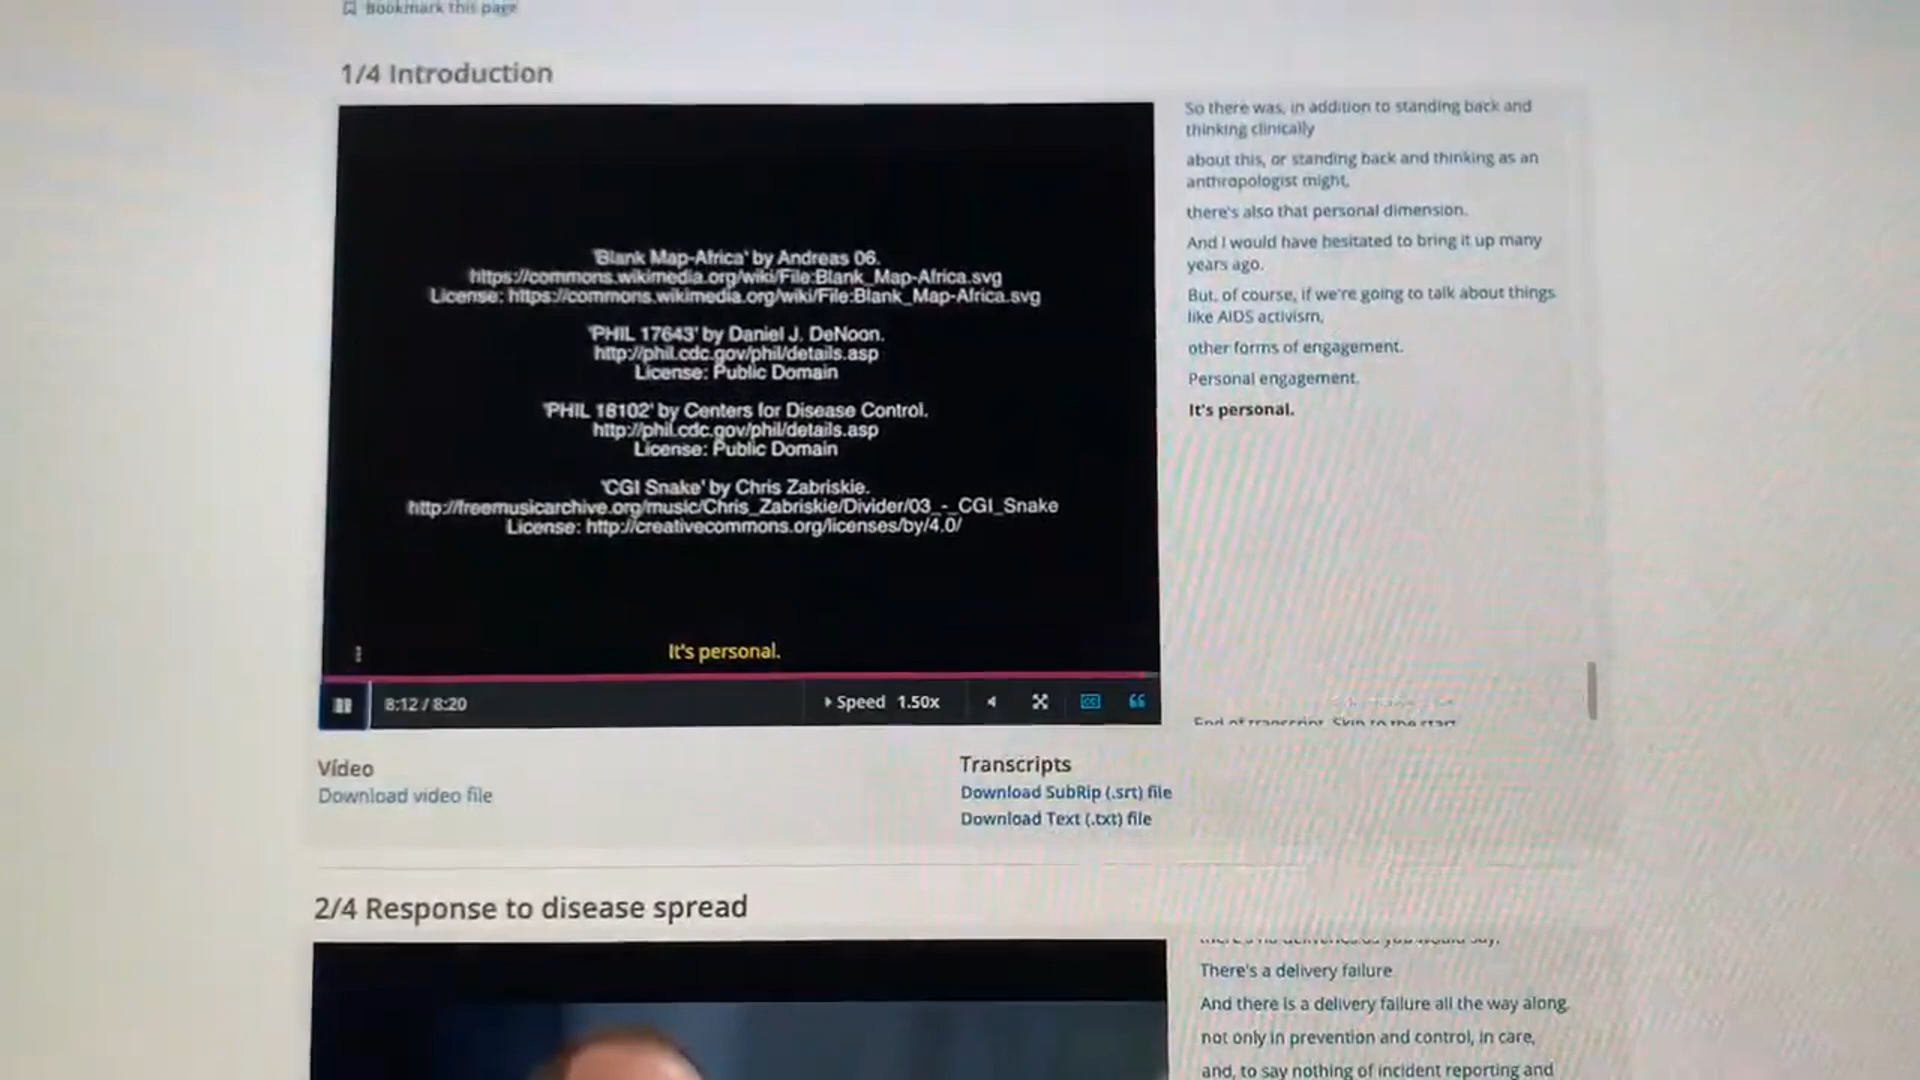 Bookmark this page
1/4 Introduction
'Blank Map-Africa' by Andreas 06.
https://commons.wikimedia.org/wiki/File:Blank_Map-Africa.svg
License: https://commons.wikimedia.org/wiki/File:Blank_Map-Africa.svg
'PHIL 17643' by Daniel J. DeNoon.
http://phil.cdc.gov/phil/details.asp
License: Public Domain
'PHIL 18102' by Centers for Disease Control.
http://phil.cdc.gov/phil/details.asp
License: Public Domain
'CGI Snake' by Chris Zabriskie.
http://freemusicarchive.org/music/Chris_Zabriskie/Divider/03_-_CGI_Snake
License: http://creativecommons.org/licenses/by/4.0/
It's personal.
8:12 / 8:20
Speed 1.50x
CC
So there was, in addition to standing back and
thinking clinically
about this, or standing back and thinking as an
anthropologist might,
there's also that personal dimension.
And I would have hesitated to bring it up many
years ago.
But, of course, if we're going to talk about things
like AIDS activism,
other forms of engagement.
Personal engagement.
It's personal.
End of transcript. Skip to the start.
Video
Download video file
Transcripts
Download SubRip (.srt) file
Download Text (.txt) file
2/4 Response to disease spread
There's a delivery failure
And there is a delivery failure all the way along,
not only in prevention and control, in care,
and, to say nothing of incident reporting and